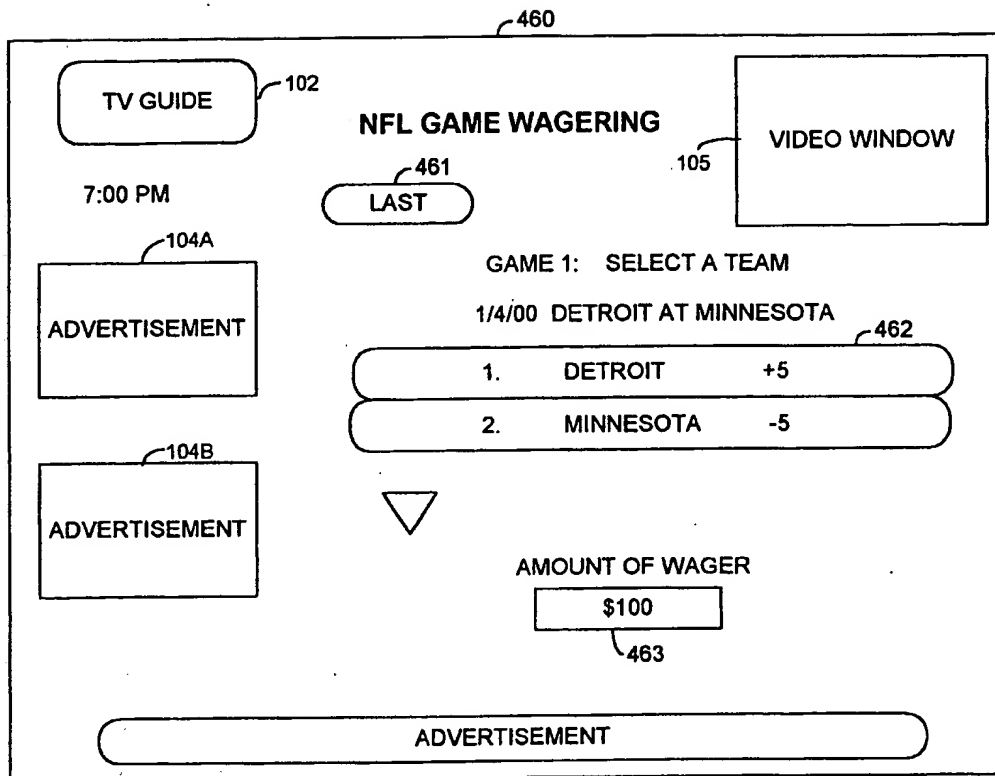 460
TV GUIDE
102
NFL GAME WAGERING
VIDEO WINDOW
105
7:00 PM
461
LAST
104A
ADVERTISEMENT
GAME 1: SELECT A TEAM
1/4/00 DETROIT AT MINNESOTA
462
1. DETROIT +5
2. MINNESOTA -5
104B
ADVERTISEMENT
AMOUNT OF WAGER
$100
463
ADVERTISEMENT